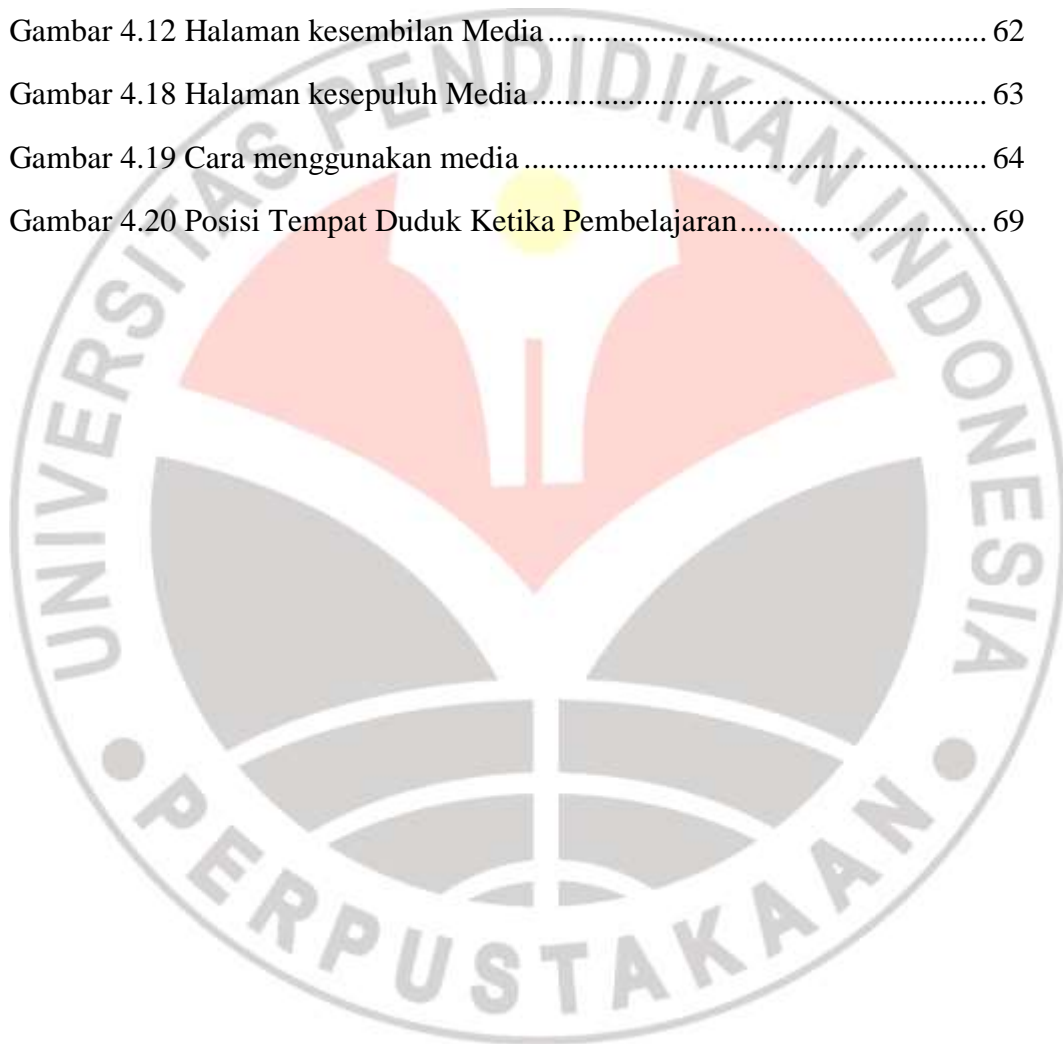 Gambar 4.12 Halaman kesembilan Media ...................................................... 62
Gambar 4.18 Halaman kesepuluh Media ........................................................ 63
Gambar 4.19 Cara menggunakan media ......................................................... 64
Gambar 4.20 Posisi Tempat Duduk Ketika Pembelajaran .............................. 69
UNIVERSITAS PENDIDIKAN INDONESIA
PERPUSTAKAAN